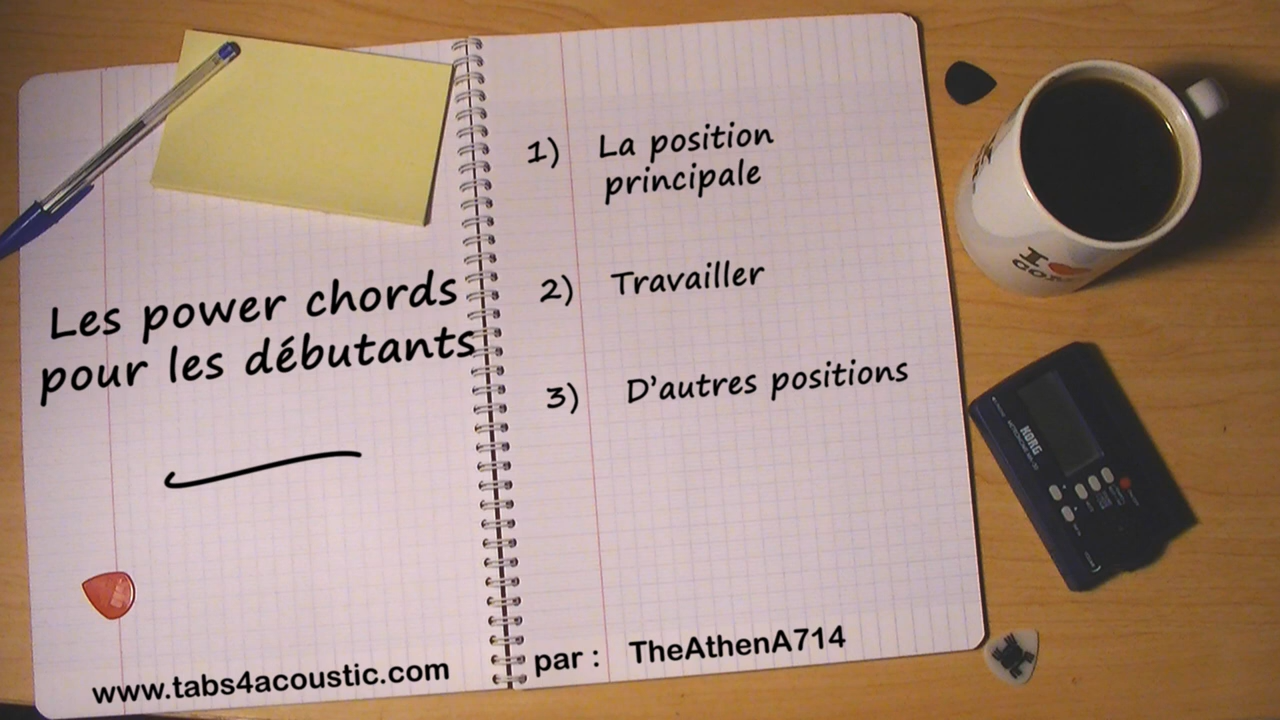 Les power chords
pour les débutants
www.tabs4acoustic.com
1) La position
principale
2) Travailler
3) D'autres positions
par : TheAthenA714
I ❤
KORG